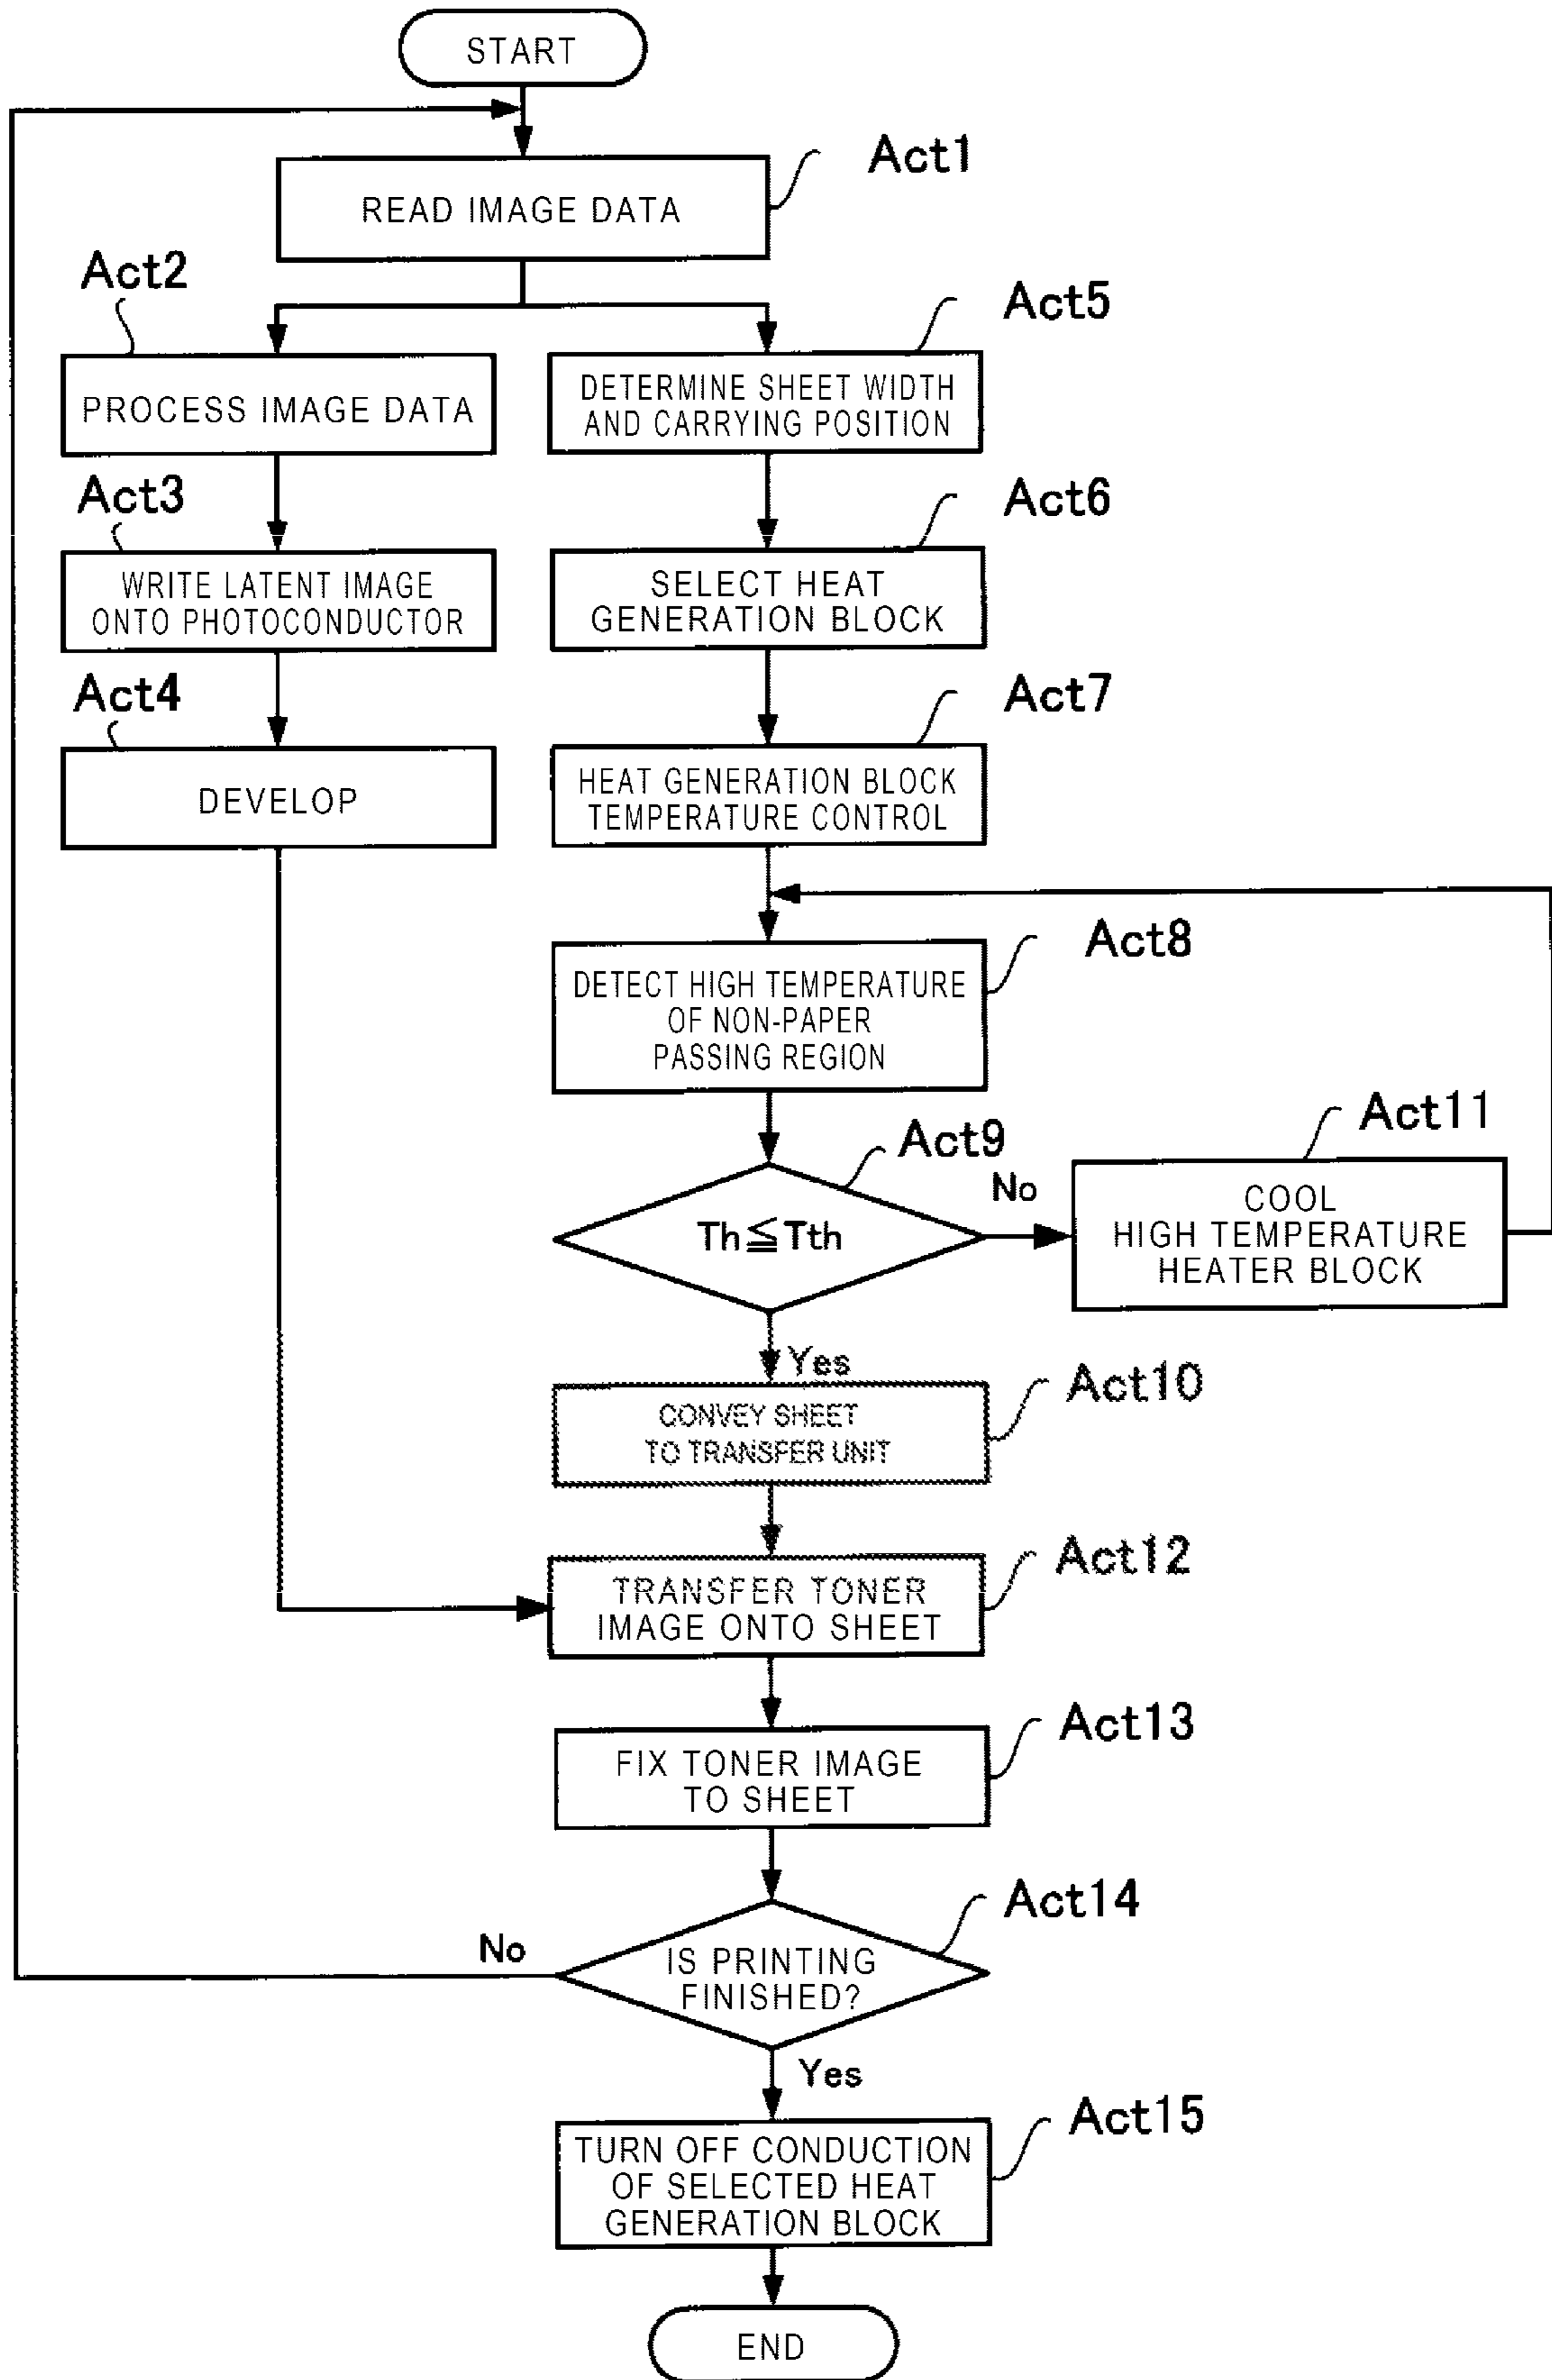 START
Act1
READ IMAGE DATA
Act2
PROCESS IMAGE DATA
Act3
WRITE LATENT IMAGE
ONTO PHOTOCONDUCTOR
Act4
DEVELOP
Act5
DETERMINE SHEET WIDTH
AND CARRYING POSITION
Act6
SELECT HEAT
GENERATION BLOCK
Act7
HEAT GENERATION BLOCK
TEMPERATURE CONTROL
Act8
DETECT HIGH TEMPERATURE
OF NON-PAPER
PASSING REGION
Act9
Th≦Tth
No
Act11
COOL
HIGH TEMPERATURE
HEATER BLOCK
Yes
Act10
CONVEY SHEET
TO TRANSFER UNIT
Act12
TRANSFER TONER
IMAGE ONTO SHEET
Act13
FIX TONER IMAGE
TO SHEET
Act14
IS PRINTING
FINISHED?
No
Yes
Act15
TURN OFF CONDUCTION
OF SELECTED HEAT
GENERATION BLOCK
END